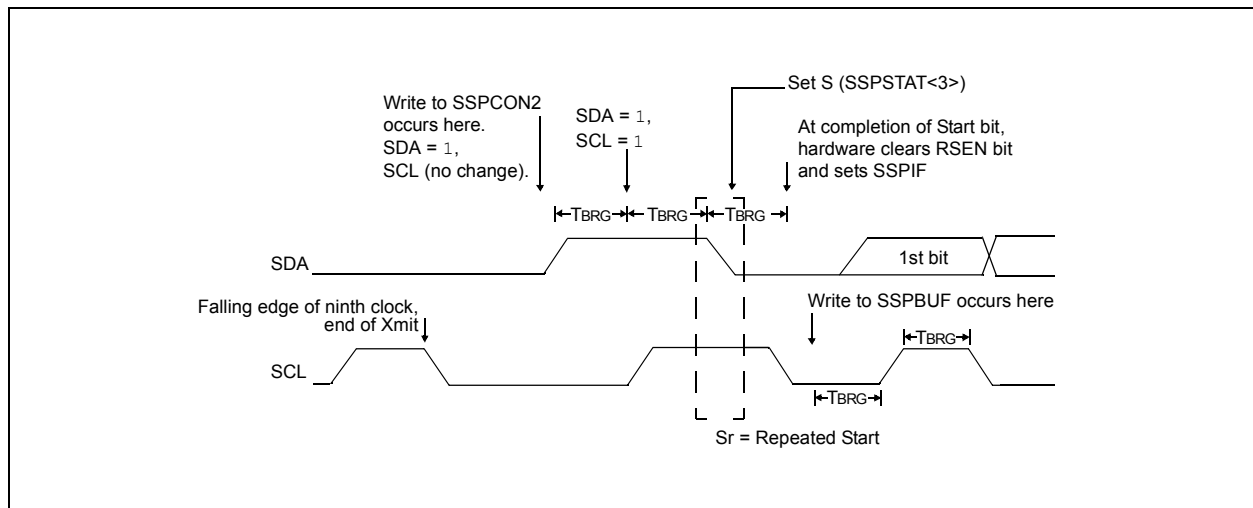 Set S (SSPSTAT<3>)
Write to SSPCON2
occurs here.
SDA = 1,
SCL (no change).
SDA = 1,
SCL = 1
At completion of Start bit,
hardware clears RSEN bit
and sets SSPIF
TBRG
TBRG
TBRG
SDA
1st bit
Write to SSPBUF occurs here
Falling edge of ninth clock,
end of Xmit
TBRG
SCL
TBRG
Sr = Repeated Start